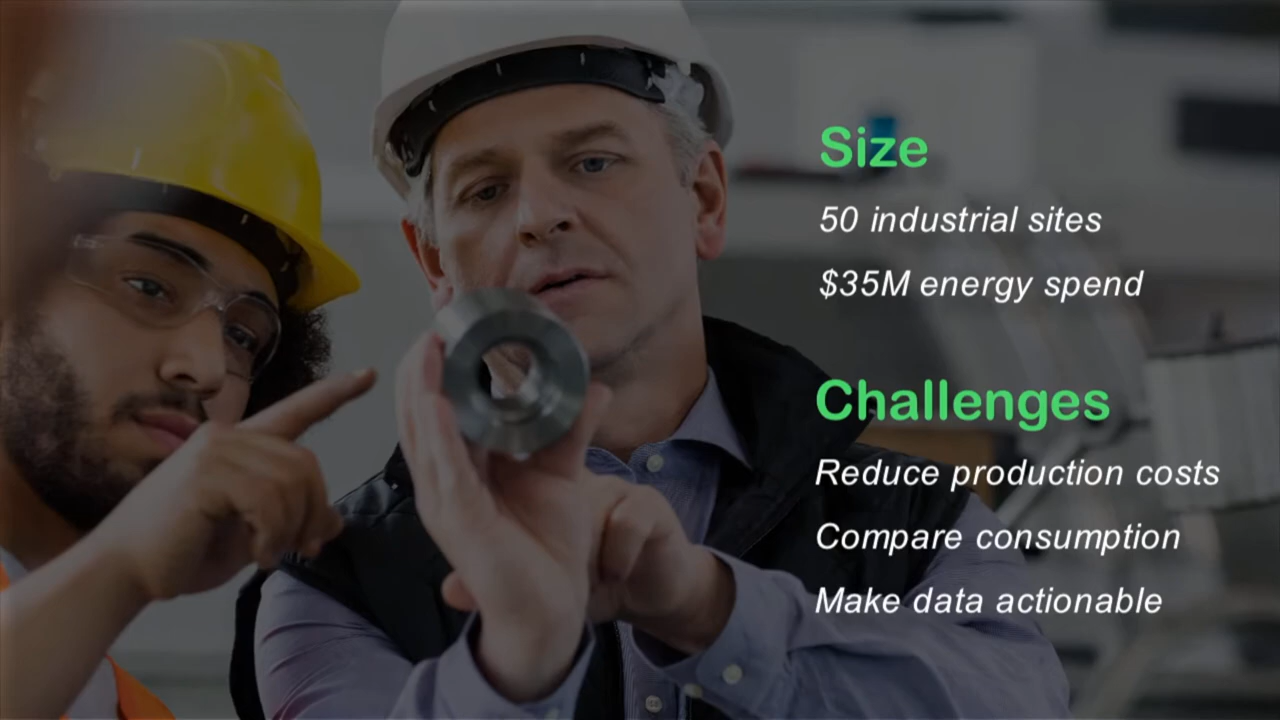 Size
50 industrial sites
$35M energy spend
Challenges
Reduce production costs
Compare consumption
Make data actionable